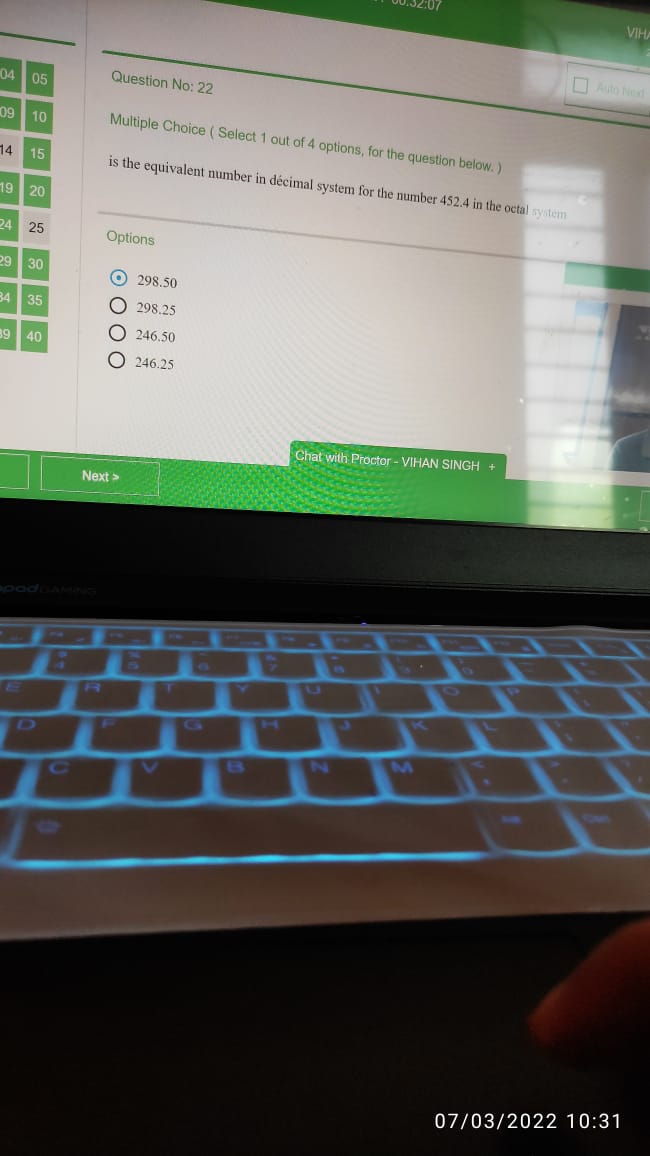 00:32:07
04 05
09 10
14 15
19 20
24 25
29 30
34 35
39 40
Question No: 22
Auto Next
Multiple Choice ( Select 1 out of 4 options, for the question below. )
is the equivalent number in décimal system for the number 452.4 in the octal system
Options
298.50
298.25
246.50
246.25
Chat with Proctor - VIHAN SINGH +
Next >
GAMING
E R T Y U I O P
D F G H J K L
C V B N M
Alt
07/03/2022 10:31